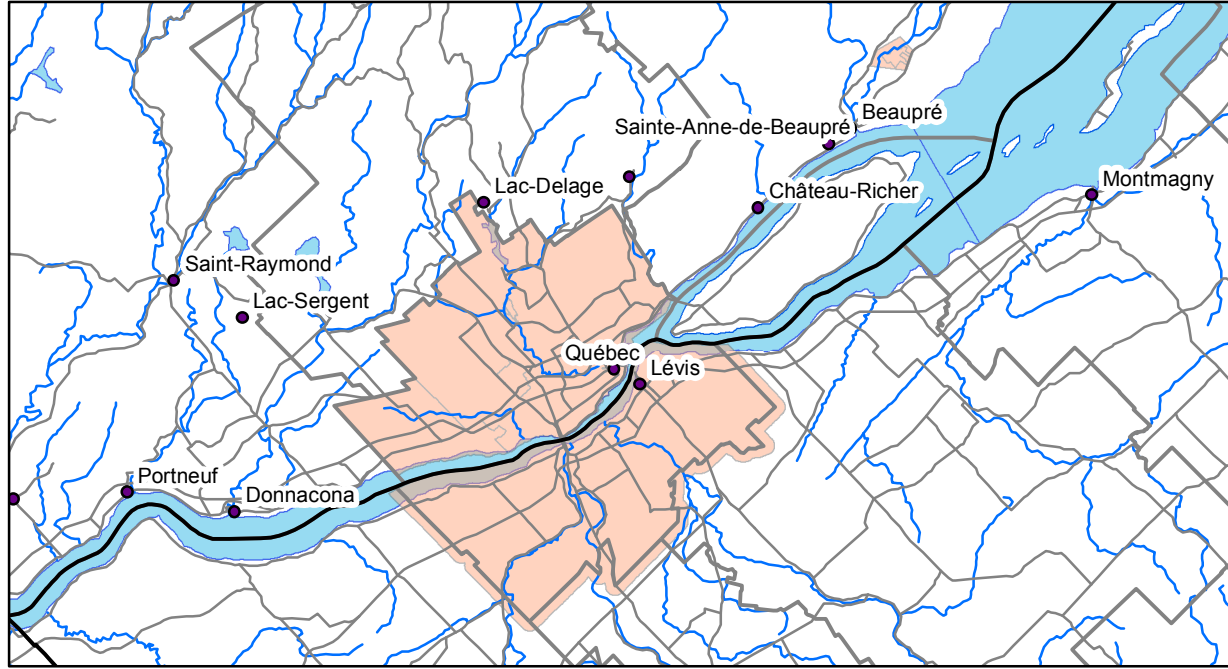 Beaupré
Sainte-Anne-de-Beaupré
Lac-Delage
Château-Richer
Montmagny
Saint-Raymond
Lac-Sergent
Québec
Lévis
Portneuf
Donnacona